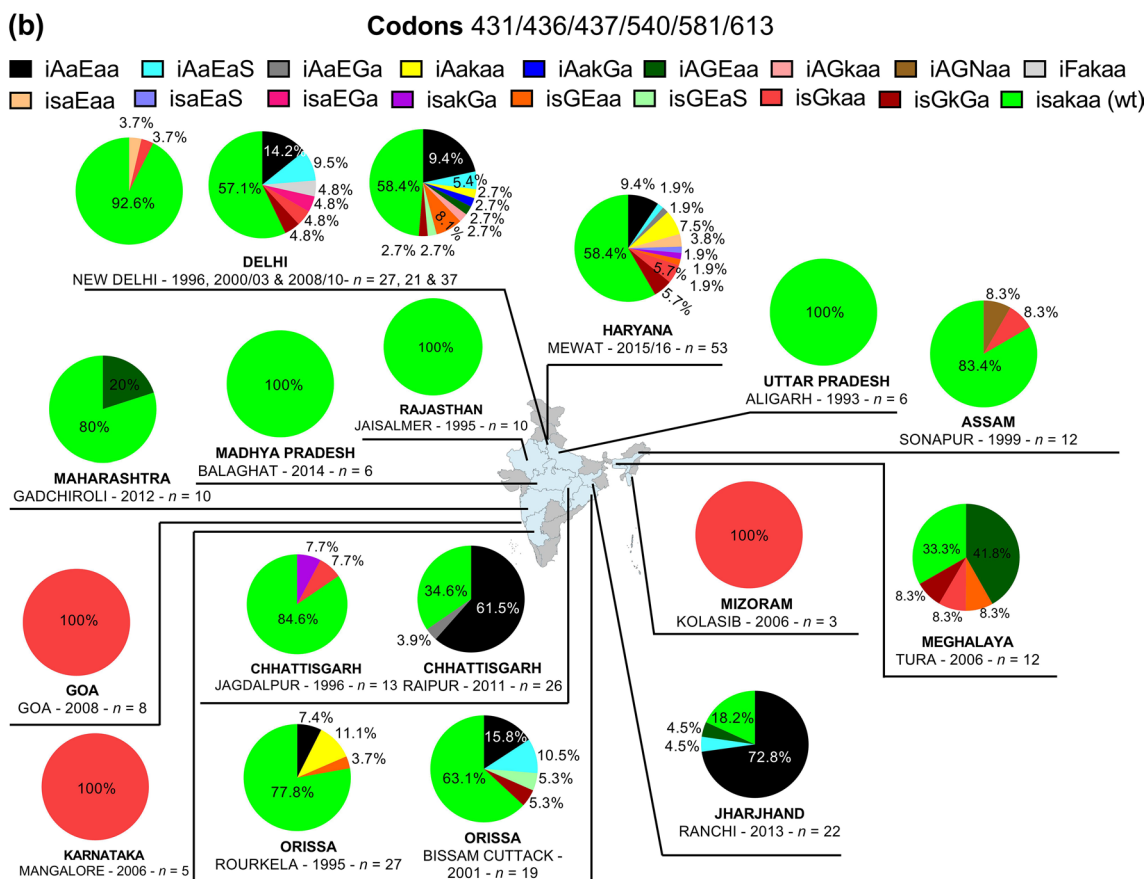 (b) Codons 431/436/437/540/581/613
iAaEaa iAaEaS iAaEGa iAakaa iAakGa iAGEaa iAGkaa iAGNaa iFakaa
isaEaa isaEaS isaEGa isakGa isGEaa isGEaS isGkaa isGkGa isakaa (wt)
3.7%
3.7%
92.6%
14.2%
9.5%
4.8%
4.8%
4.8%
4.8%
57.1%
9.4%
5.4%
2.7%
2.7%
2.7%
2.7%
8.1%
2.7%
2.7%
58.4%
DELHI
NEW DELHI - 1996, 2000/03 & 2008/10- n = 27, 21 & 37
9.4%
1.9%
1.9%
7.5%
3.8%
1.9%
1.9%
1.9%
5.7%
5.7%
58.4%
HARYANA
MEWAT - 2015/16 - n = 53
100%
UTTAR PRADESH
ALIGARH - 1993 - n = 6
8.3%
8.3%
83.4%
ASSAM
SONAPUR - 1999 - n = 12
100%
RAJASTHAN
JAISALMER - 1995 - n = 10
100%
MADHYA PRADESH
BALAGHAT - 2014 - n = 6
20%
80%
MAHARASHTRA
GADCHIROLI - 2012 - n = 10
100%
GOA
GOA - 2008 - n = 8
7.7%
7.7%
84.6%
CHHATTISGARH
JAGDALPUR - 1996 - n = 13
34.6%
61.5%
3.9%
CHHATTISGARH
RAIPUR - 2011 - n = 26
100%
MIZORAM
KOLASIB - 2006 - n = 3
33.3%
41.8%
8.3%
8.3%
8.3%
MEGHALAYA
TURA - 2006 - n = 12
100%
KARNATAKA
MANGALORE - 2006 - n = 5
7.4%
11.1%
3.7%
77.8%
ORISSA
ROURKELA - 1995 - n = 27
15.8%
10.5%
5.3%
5.3%
63.1%
ORISSA
BISSAM CUTTACK -
2001 - n = 19
18.2%
4.5%
4.5%
72.8%
JHARJHAND
RANCHI - 2013 - n = 22